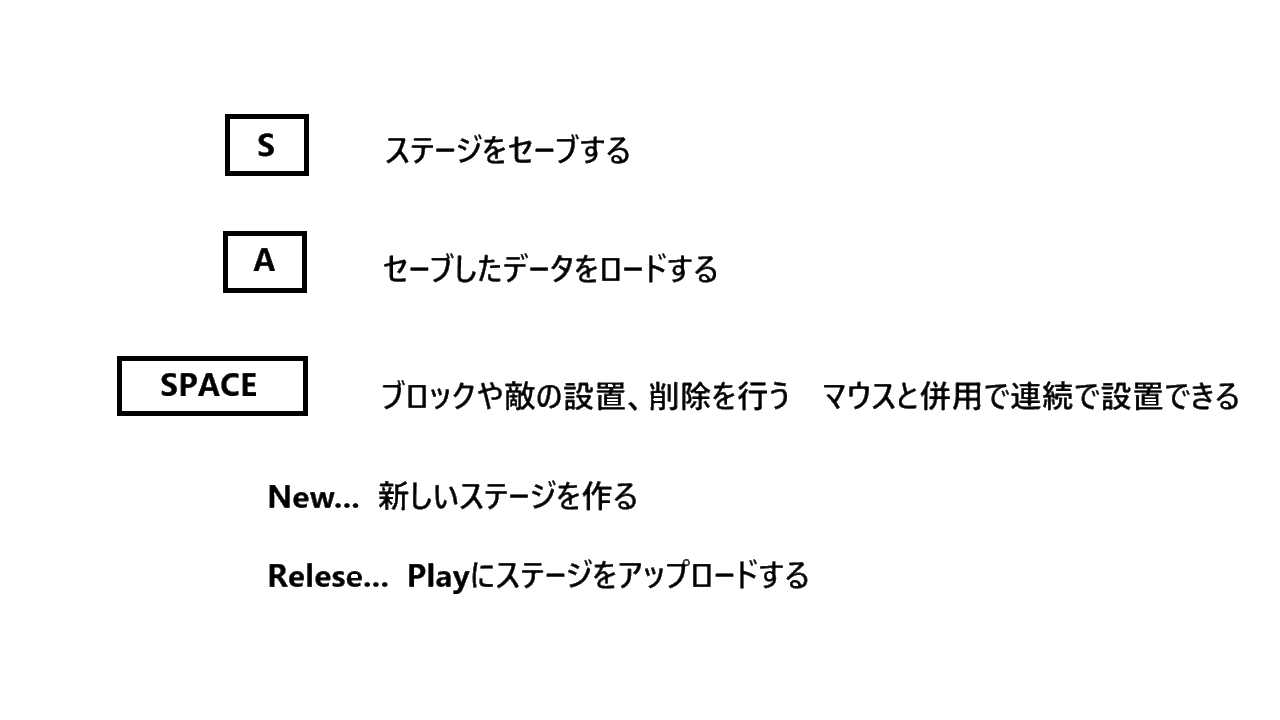 S ステージをセーブする
A セーブしたデータをロードする
SPACE ブロックや敵の設置、削除を行う　マウスと併用で連続で設置できる
New... 新しいステージを作る
Relese... Playにステージをアップロードする